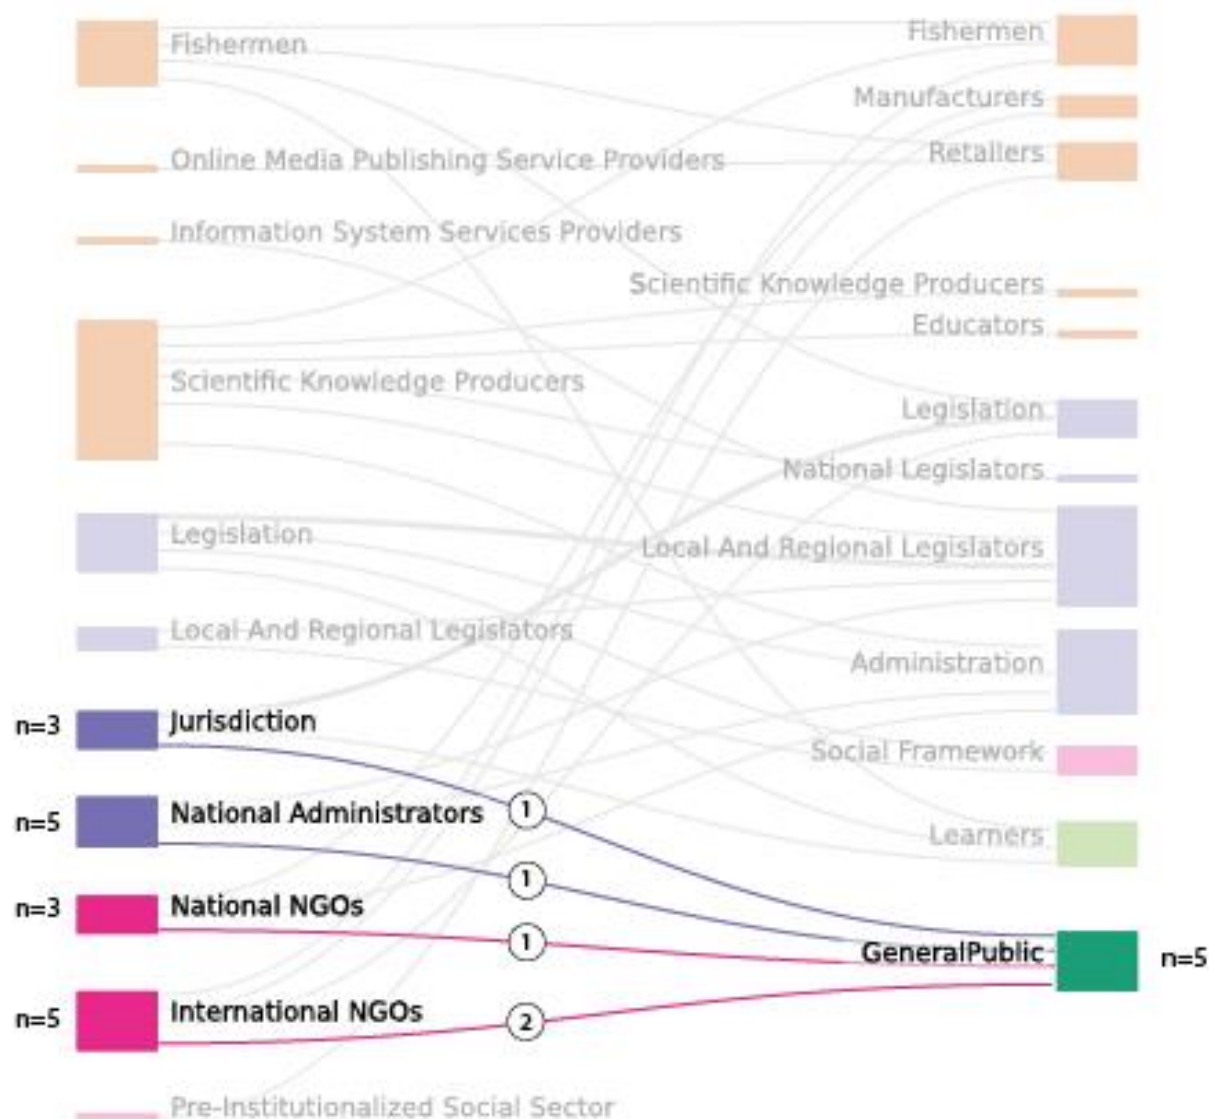 Fishermen
Fishermen
Manufacturers
Retailers
Online Media Publishing Service Providers
Information System Services Providers
Scientific Knowledge Producers
Educators
Scientific Knowledge Producers
Legislation
National Legislators
Legislation
Local And Regional Legislators
Local And Regional Legislators
Administration
n=3 Jurisdiction
Social Framework
n=5 National Administrators 1
Learners
1
n=3 National NGOs
1
GeneralPublic n=5
n=5 International NGOs 2
Pre-Institutionalized Social Sector